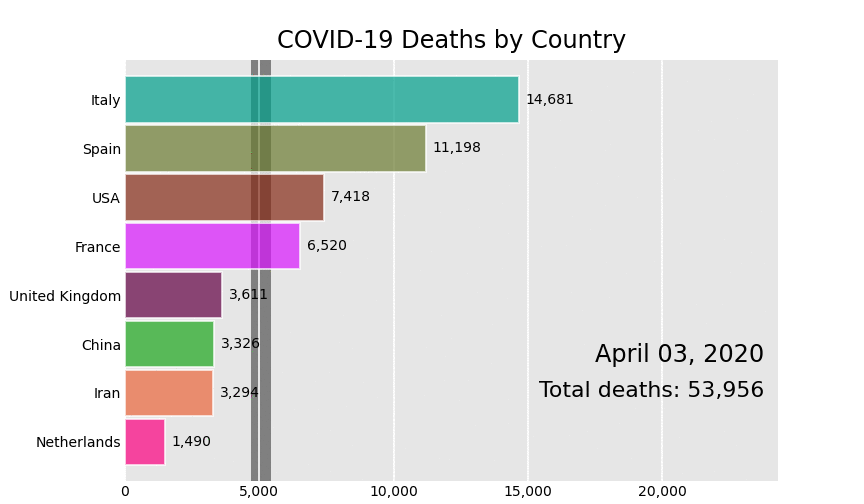 COVID-19 Deaths by Country
Italy 14,681
Spain 11,198
USA 7,418
France 6,520
United Kingdom 3,611
China 3,326
Iran 3,294
Netherlands 1,490
April 03, 2020
Total deaths: 53,956
0 5,000 10,000 15,000 20,000